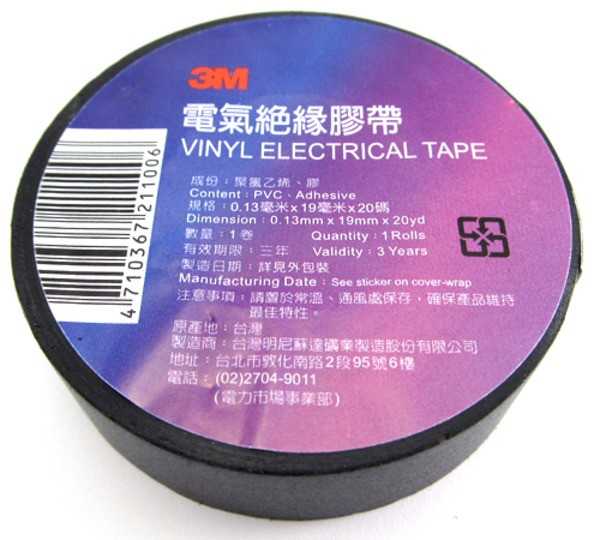 3M
電氣絕緣膠帶
VINYL ELECTRICAL TAPE
成份：聚氯乙烯、膠
Content : PVC、Adhesive
規格：0.13毫米x19毫米x20碼
Dimension : 0.13mm x 19mm x 20yd
數量：1卷 Quantity : 1Rolls
有效期限：三年 Validity : 3 Years
製造日期：詳見外包裝
Manufacturing Date : See sticker on cover-wrap
注意事項：請置於常溫、通風處保存，確保產品維持
最佳特性。
原產地：台灣
製造商：台灣明尼蘇達礦業製造股份有限公司
地址：台北市敦化南路2段95號6樓
電話：(02)2704-9011
(電力市場事業部)
4710367211006